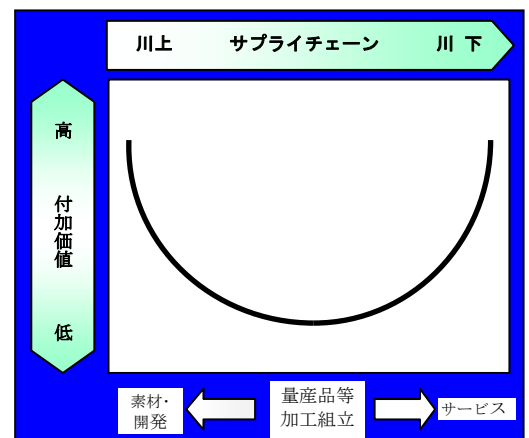 川上 サプライチェーン 川 下
高
付加価値
低
素材・
開発
量産品等
加工組立
サービス